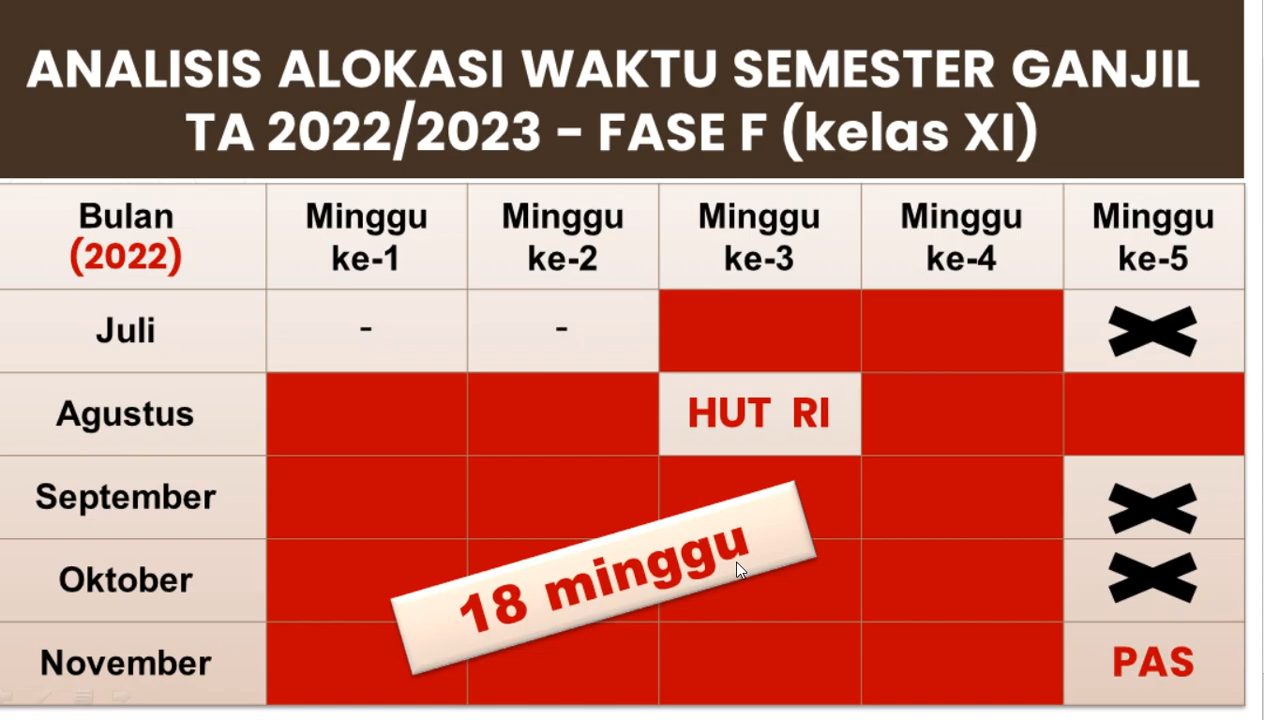 ANALISIS ALOKASI WAKTU SEMESTER GANJIL
TA 2022/2023 - FASE F (kelas XI)
Bulan
(2022)
Minggu
ke-1
Minggu
ke-2
Minggu
ke-3
Minggu
ke-4
Minggu
ke-5
Juli
-
-
Agustus
HUT RI
September
Oktober
18 minggu
November
PAS